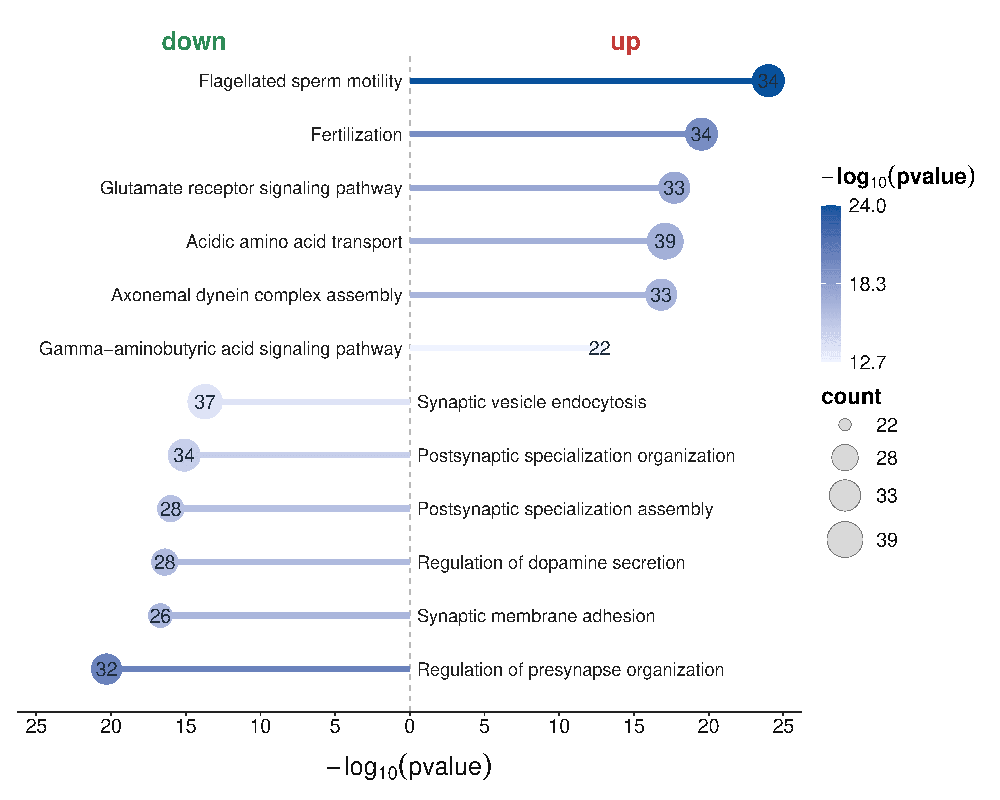 down up
Flagellated sperm motility 34
Fertilization 34
Glutamate receptor signaling pathway 33
Acidic amino acid transport 39
Axonemal dynein complex assembly 33
Gamma−aminobutyric acid signaling pathway 22
37 Synaptic vesicle endocytosis
34 Postsynaptic specialization organization
28 Postsynaptic specialization assembly
28 Regulation of dopamine secretion
26 Synaptic membrane adhesion
32 Regulation of presynapse organization
25 20 15 10 5 0 5 10 15 20 25
−log₁₀(pvalue)
−log₁₀(pvalue)
24.0
18.3
12.7
count
22
28
33
39